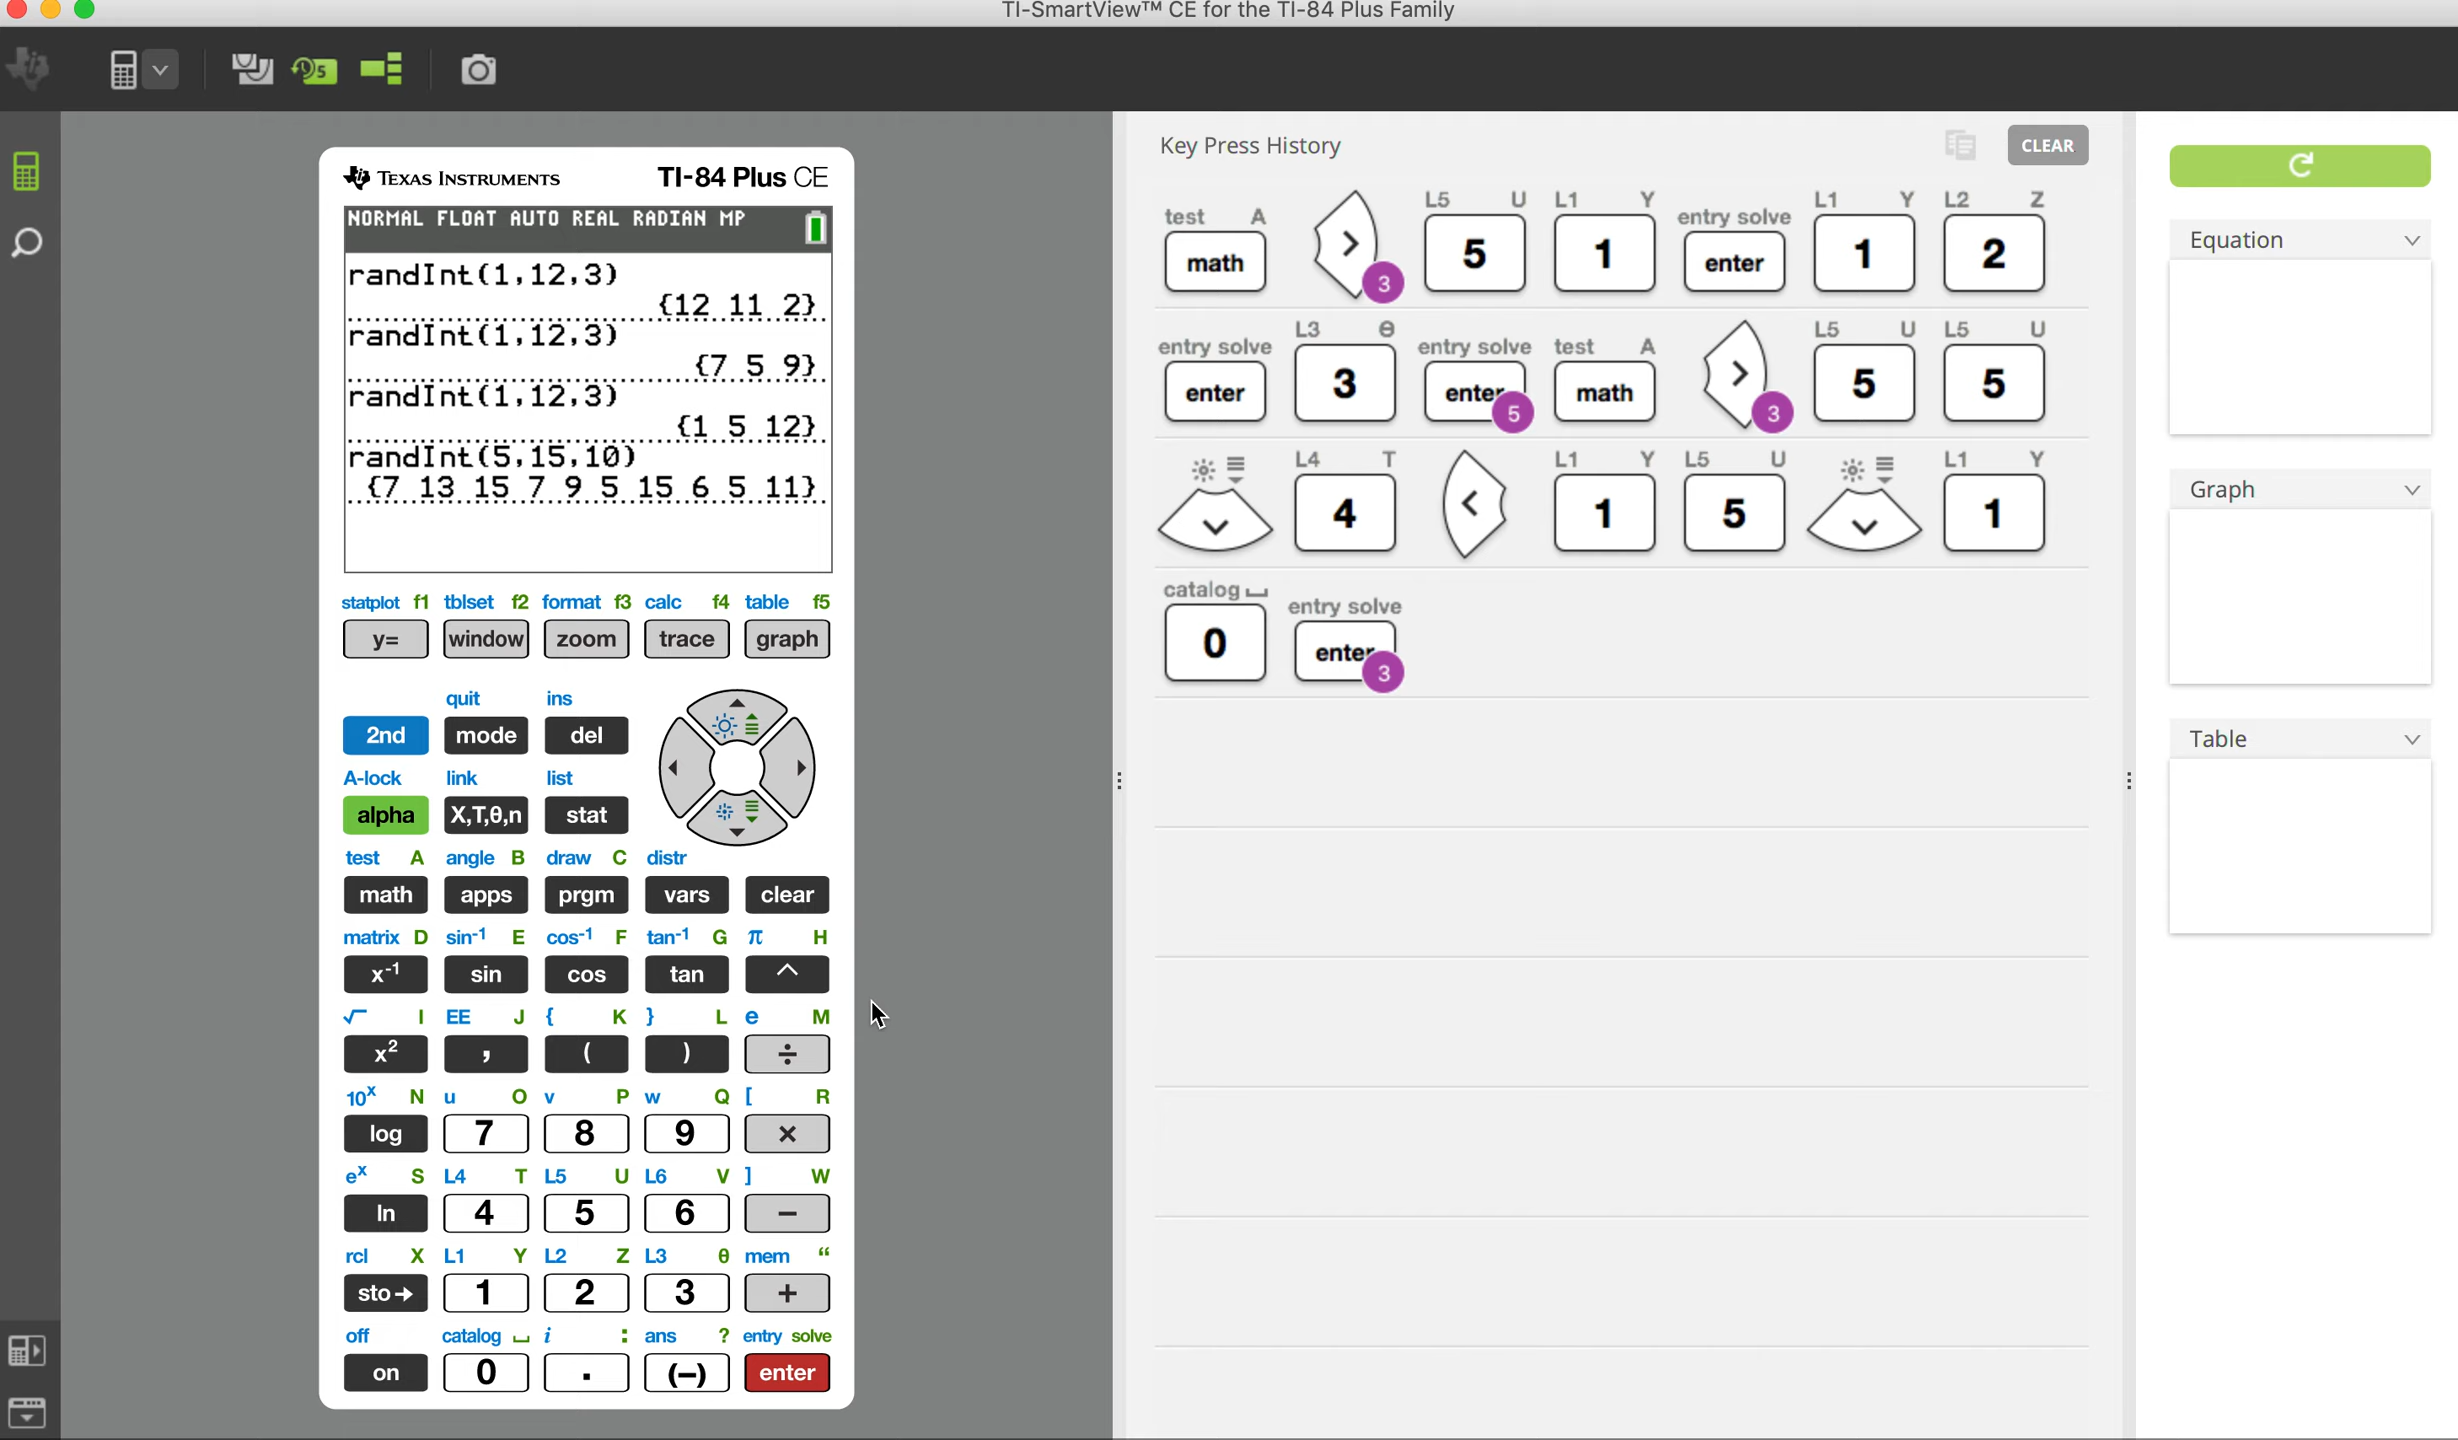 TI-SmartView™ CE for the TI-84 Plus Family
5
TEXAS INSTRUMENTS TI-84 Plus CE
NORMAL FLOAT AUTO REAL RADIAN MP
randInt(1,12,3)
{12 11 2}
randInt(1,12,3)
{7 5 9}
randInt(1,12,3)
{1 5 12}
randInt(5,15,10)
{7 13 15 7 9 5 15 6 5 11}
statplot f1 tblset f2 format f3 calc f4 table f5
y= window zoom trace graph
quit ins
2nd mode del
A-lock link list
alpha X,T,θ,n stat
test A angle B draw C distr
math apps prgm vars clear
matrix D sin⁻¹ E cos⁻¹ F tan⁻¹ G π H
x⁻¹ sin cos tan ^
√ I EE J { K } L e M
x² , ( ) ÷
10ˣ N u O v P w Q [ R
log 7 8 9 ×
eˣ S L4 T L5 U L6 V ] W
ln 4 5 6 −
rcl X L1 Y L2 Z L3 θ mem “
sto→ 1 2 3 +
off catalog ⎵ i : ans ? entry solve
on 0 . (−) enter
Key Press History
CLEAR
test A L5 U L1 Y entry solve L1 Y L2 Z
math > 3 5 1 enter 1 2
entry solve L3 θ entry solve test A L5 U L5 U
enter 3 enter 5 math > 3 5 5
L4 T L1 Y L5 U L1 Y
4 < 1 5 1
catalog ⎵ entry solve
0 enter 3
Equation
Graph
Table